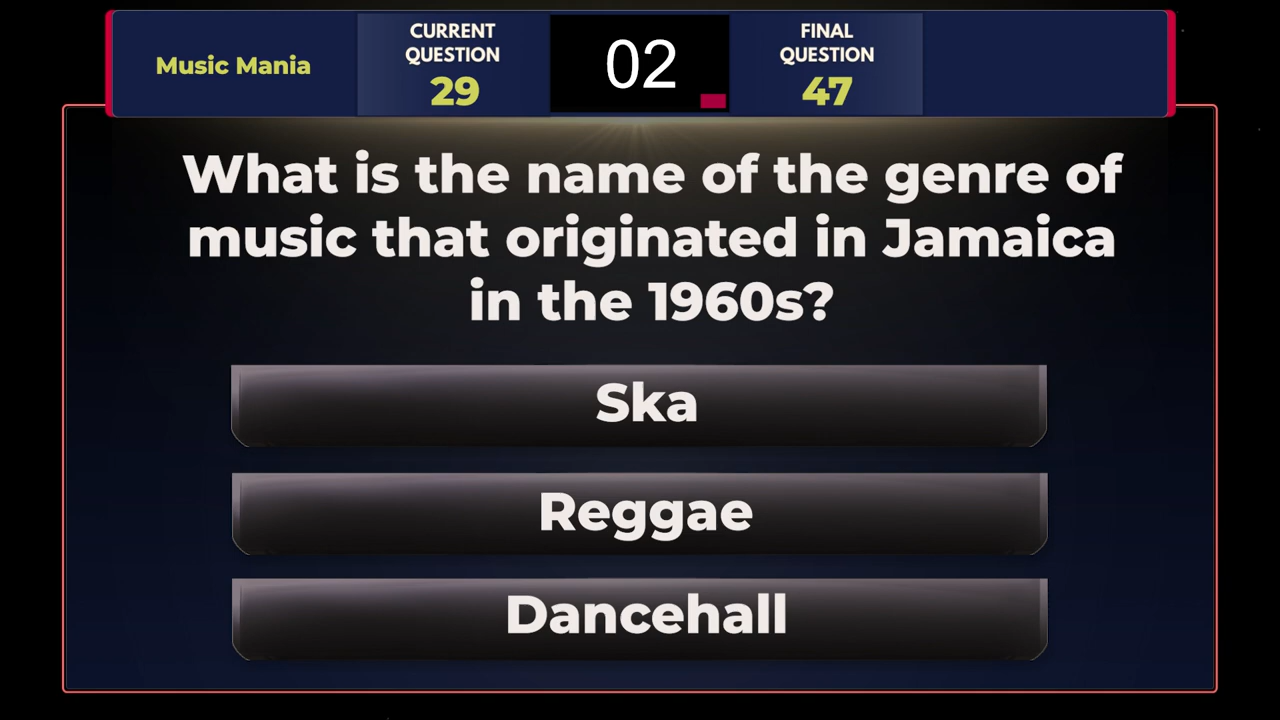 Music Mania
CURRENT
QUESTION
29
02
FINAL
QUESTION
47
What is the name of the genre of
music that originated in Jamaica
in the 1960s?
Ska
Reggae
Dancehall